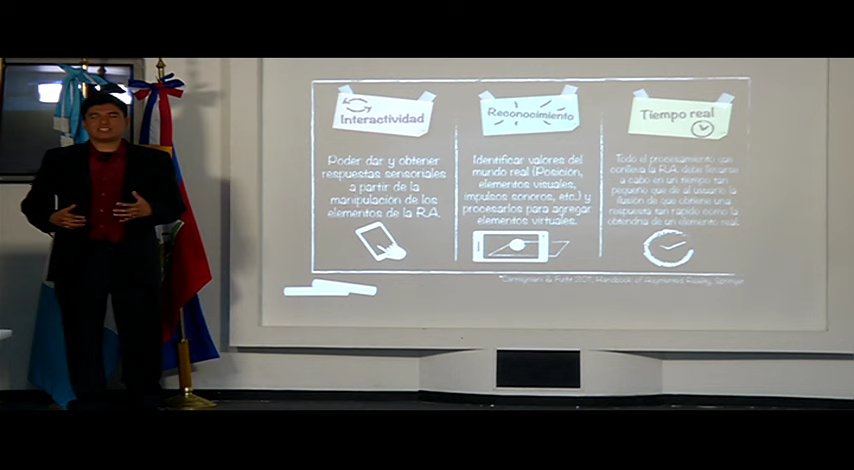 Interactividad
Poder dar y obtener
respuestas sensoriales
a partir de la
manipulación de los
elementos de la R.A.
Reconocimiento
Identificar valores del
mundo real (Posición,
elementos visuales,
impulsos sonoros, etc.) y
procesarlos para agregar
elementos virtuales.
Tiempo real
Todo el procesamiento que
conlleva la R.A. debe llevarse
a cabo en un tiempo tan
pequeño que de al usuario la
ilusión de que obtiene una
respuesta tan rápido como la
obtendría de un elemento real.
Handbook of Augmented Reality, Springer